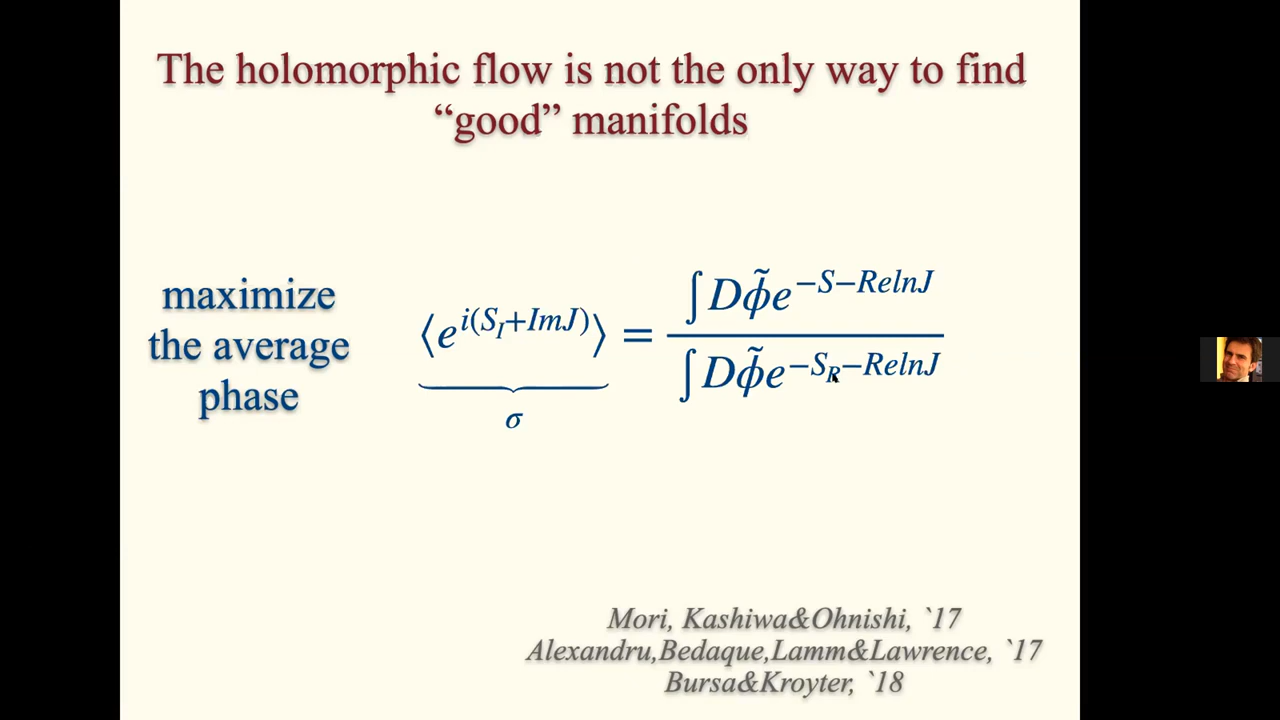 The holomorphic flow is not the only way to find
“good” manifolds
maximize
the average
phase
⟨e^{i(S_I+ImJ)}⟩ = ∫Dϕ̃e^{−S−RelnJ} / ∫Dϕ̃e^{−S_R−RelnJ}
σ
Mori, Kashiwa&Ohnishi, `17
Alexandru,Bedaque,Lamm&Lawrence, `17
Bursa&Kroyter, `18